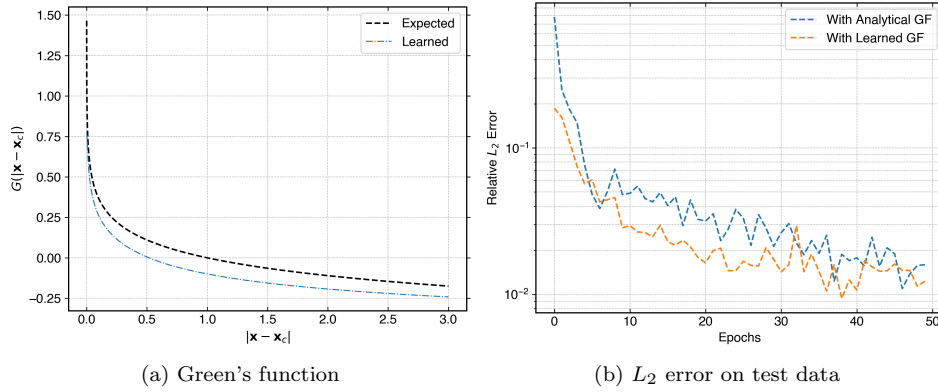 1.50
1.25
1.00
0.75
0.50
0.25
0.00
−0.25
G(|x − x_c|)
Expected
Learned
0.0 0.5 1.0 1.5 2.0 2.5 3.0
|x − x_c|
(a) Green's function
Relative L_2 Error
10^{−1}
10^{−2}
With Analytical GF
With Learned GF
0 10 20 30 40 50
Epochs
(b) L_2 error on test data